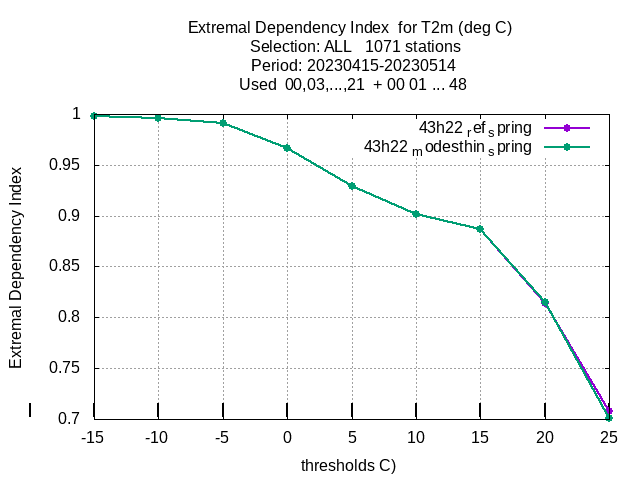 Extremal Dependency Index  for T2m (deg C)
Selection: ALL   1071 stations
Period: 20230415-20230514
Used  00,03,...,21  + 00 01 ... 48
43h22 ref spring
43h22 modesthin spring
Extremal Dependency Index
1
0.95
0.9
0.85
0.8
0.75
0.7
-15 -10 -5 0 5 10 15 20 25
thresholds C)